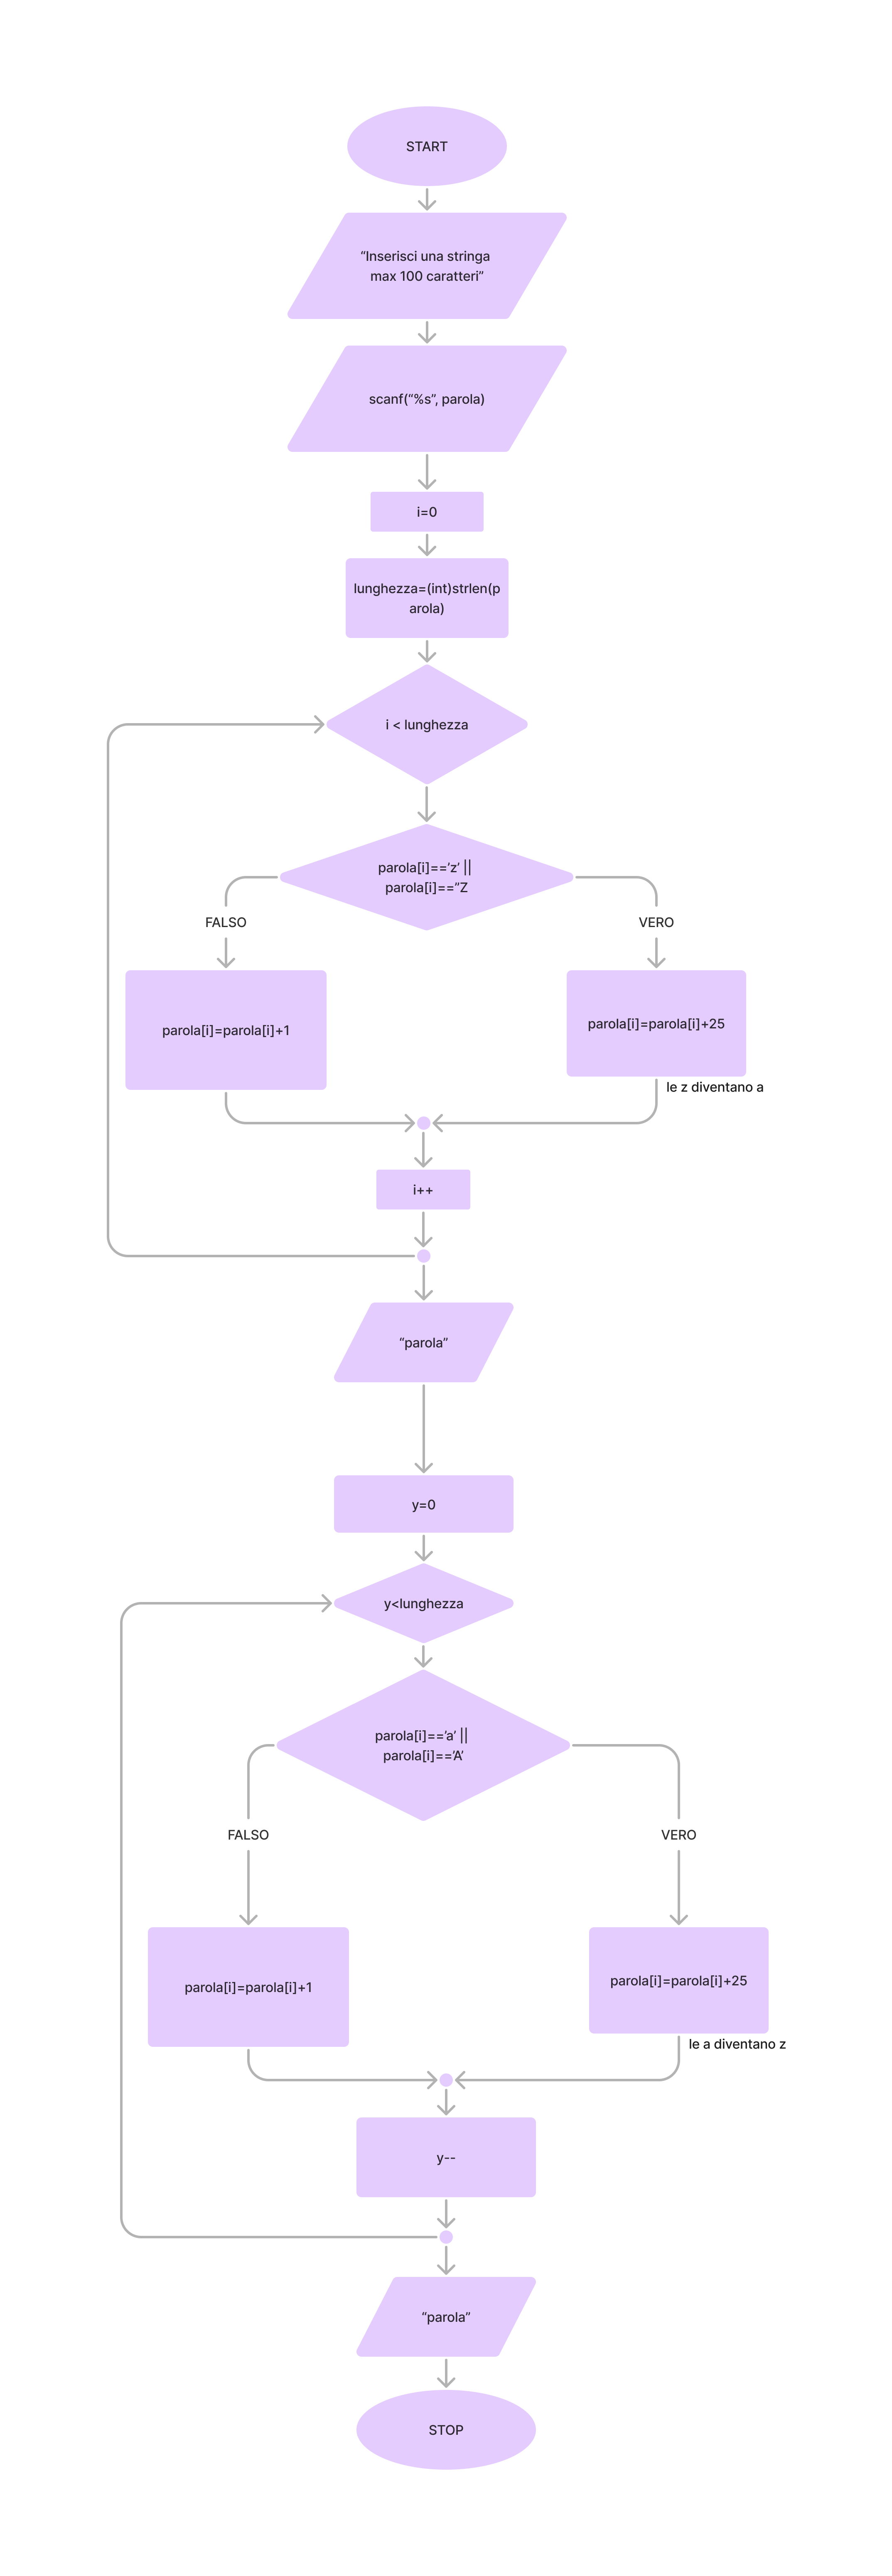 START
“Inserisci una stringa
max 100 caratteri”
scanf(“%s”, parola)
i=0
lunghezza=(int)strlen(p
arola)
i < lunghezza
parola[i]==’z’ ||
parola[i]==”Z
FALSO
VERO
parola[i]=parola[i]+1
parola[i]=parola[i]+25
le z diventano a
i++
“parola”
y=0
y<lunghezza
parola[i]==’a’ ||
parola[i]==’A’
FALSO
VERO
parola[i]=parola[i]+1
parola[i]=parola[i]+25
le a diventano z
y--
“parola”
STOP